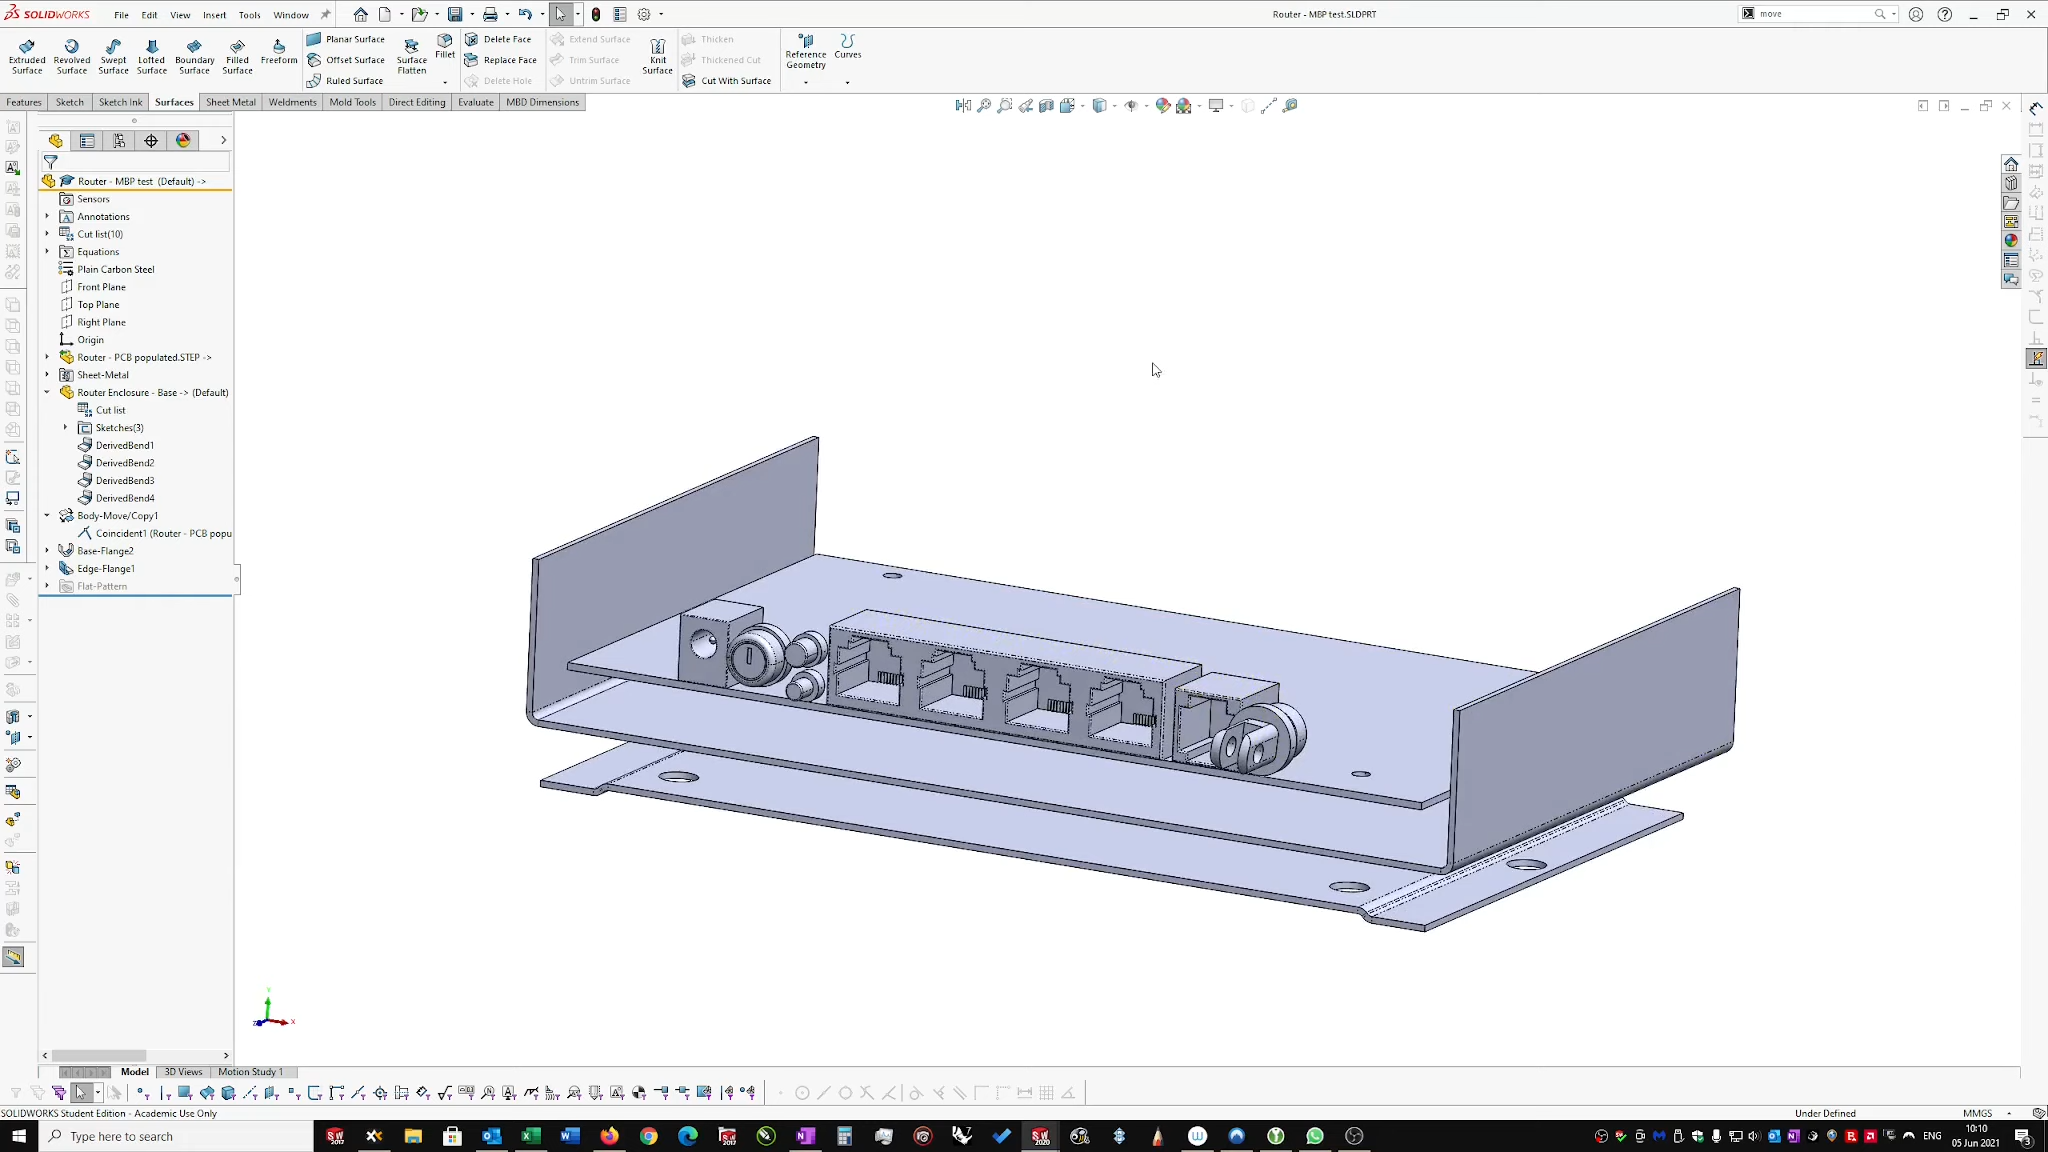 SOLIDWORKS File Edit View Insert Tools Window
Router - MBP test.SLDPRT
move
Extruded Surface
Revolved Surface
Swept Surface
Lofted Surface
Boundary Surface
Filled Surface
Freeform
Planar Surface
Offset Surface
Ruled Surface
Surface Flatten
Fillet
Delete Face
Replace Face
Delete Hole
Extend Surface
Trim Surface
Untrim Surface
Knit Surface
Thicken
Thickened Cut
Cut With Surface
Reference Geometry
Curves
Features Sketch Sketch Ink Surfaces Sheet Metal Weldments Mold Tools Direct Editing Evaluate MBD Dimensions
Router - MBP test (Default) ->
Sensors
Annotations
Cut list(10)
Equations
Plain Carbon Steel
Front Plane
Top Plane
Right Plane
Origin
Router - PCB populated.STEP ->
Sheet-Metal
Router Enclosure - Base -> (Default)
Cut list
Sketches(3)
DerivedBend1
DerivedBend2
DerivedBend3
DerivedBend4
Body-Move/Copy1
Coincident1 (Router - PCB popu
Base-Flange2
Edge-Flange1
Flat-Pattern
Y
X
Z
Model 3D Views Motion Study 1
SOLIDWORKS Student Edition - Academic Use Only
Under Defined
MMGS
Type here to search
ENG
10:10
05 Jun 2021